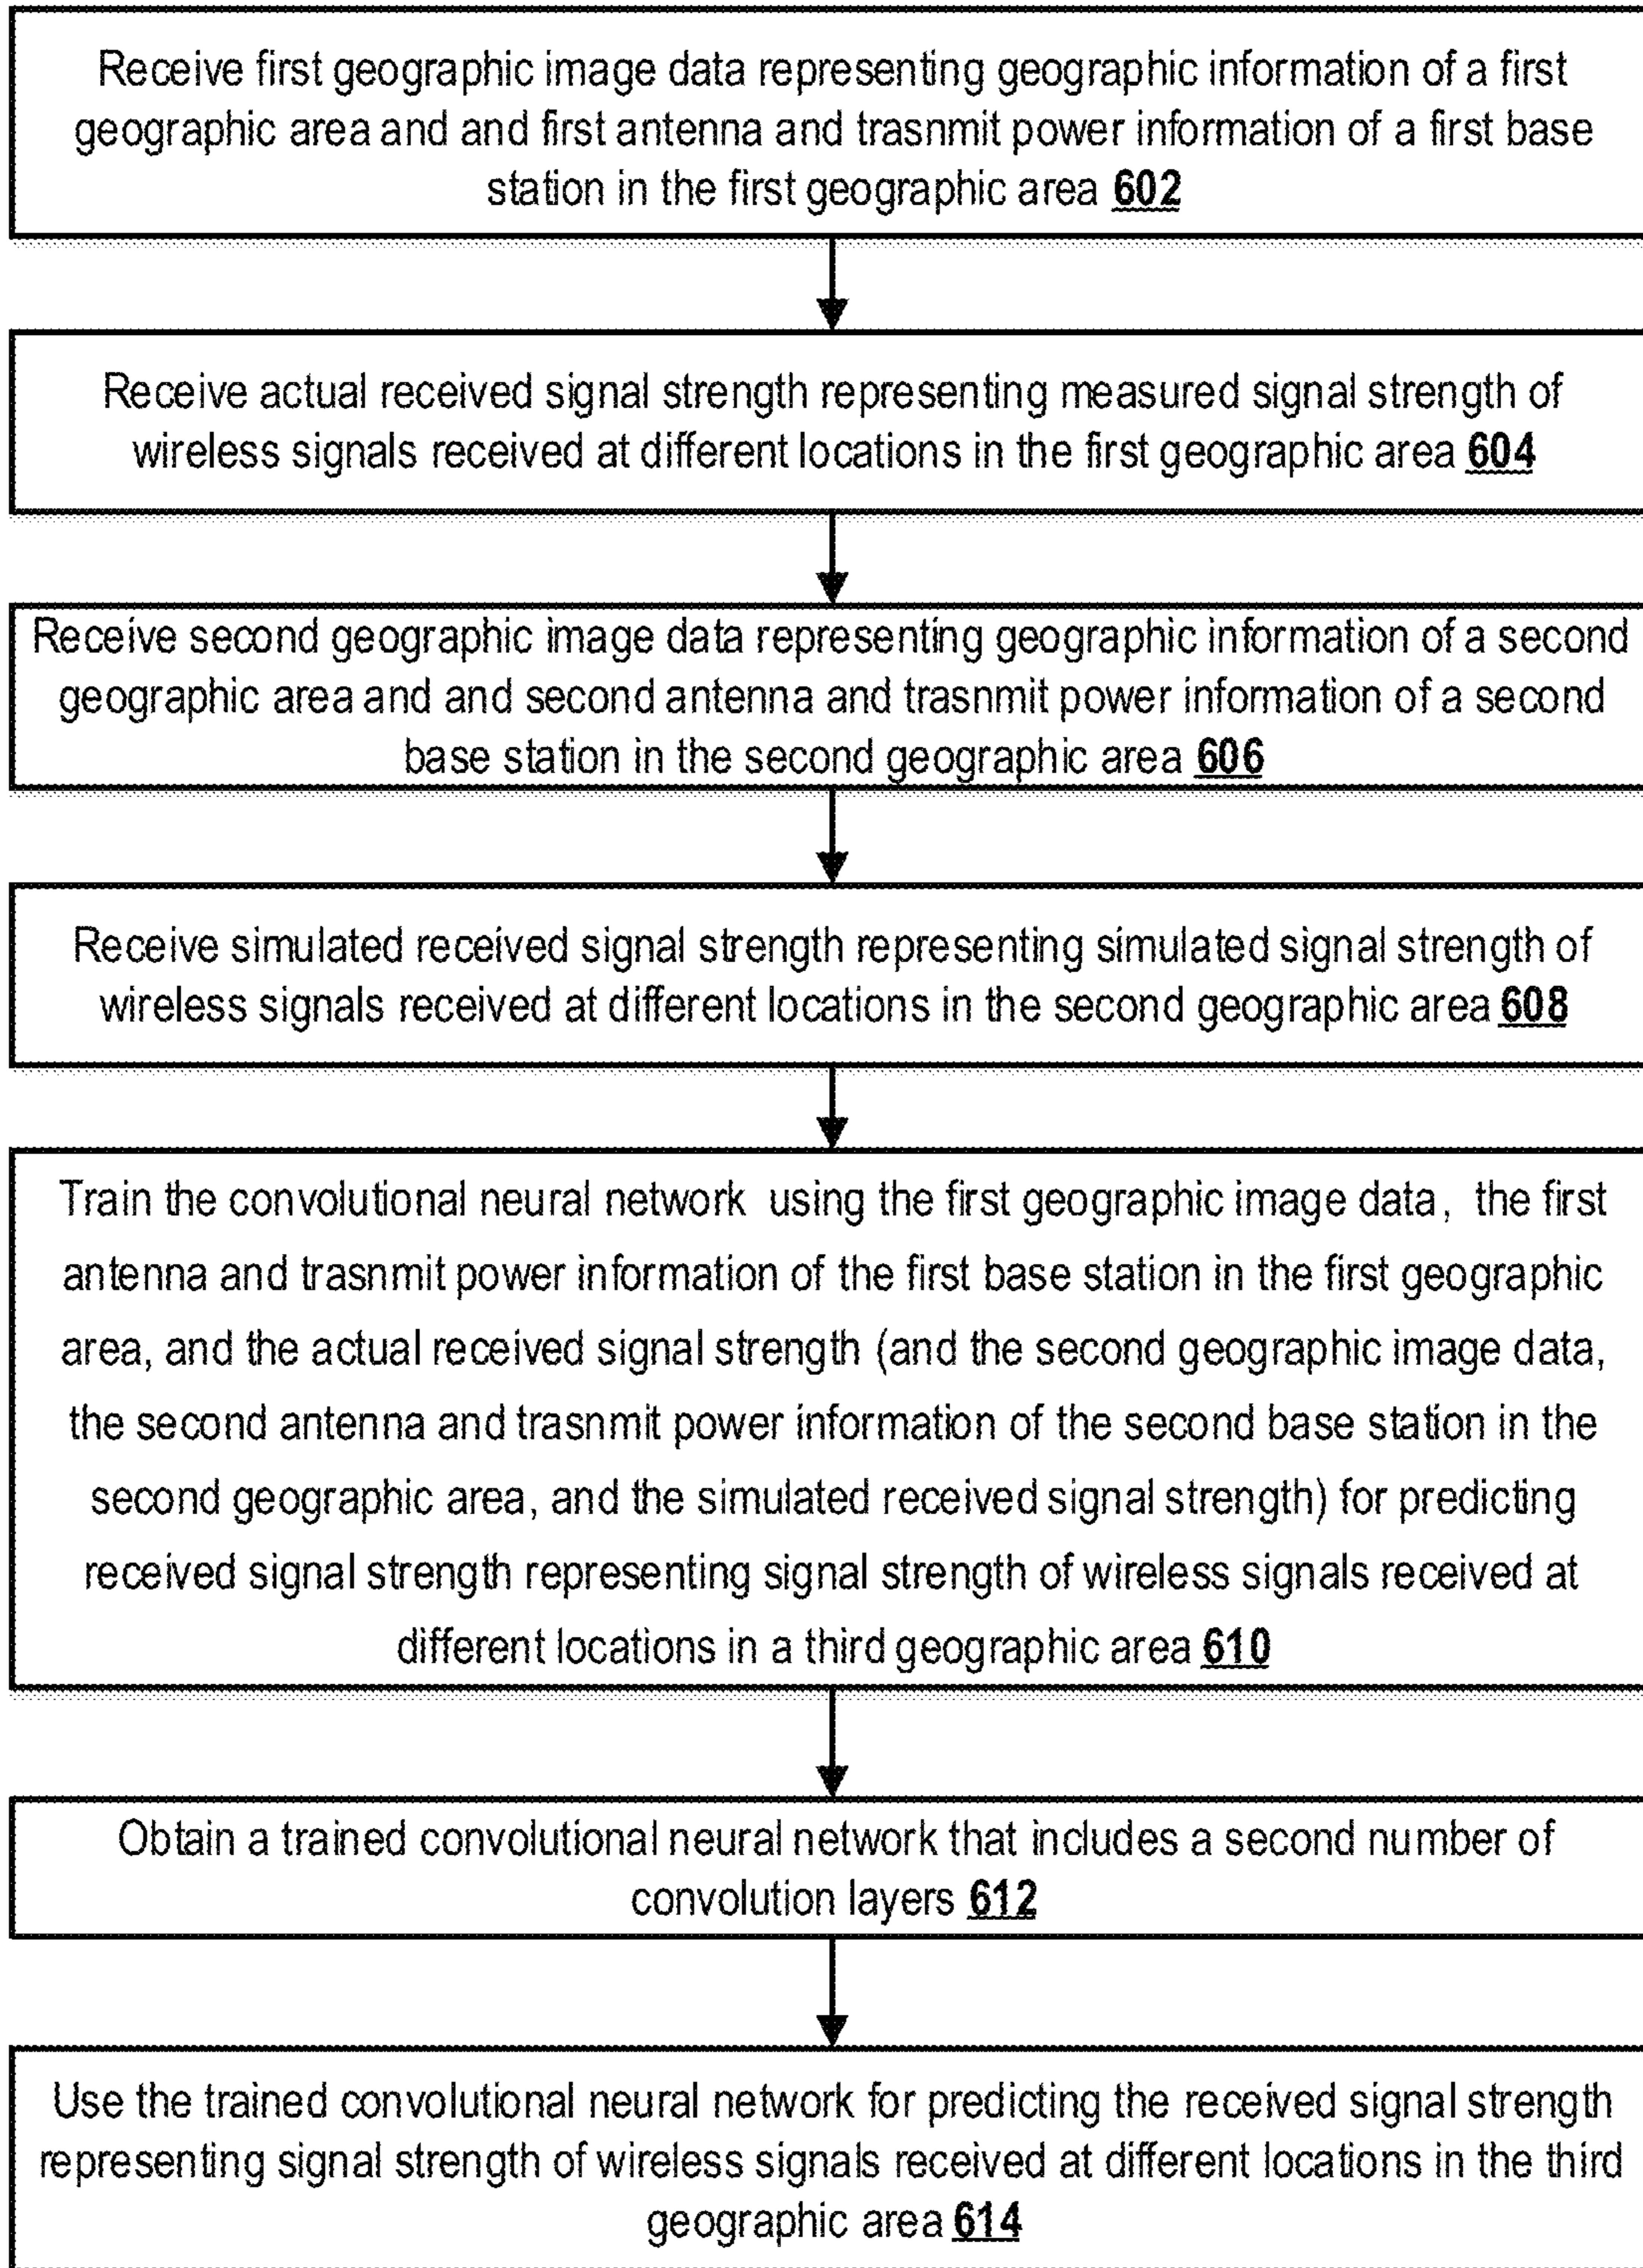 Receive first geographic image data representing geographic information of a first
geographic area and and first antenna and trasnmit power information of a first base
station in the first geographic area 602
Receive actual received signal strength representing measured signal strength of
wireless signals received at different locations in the first geographic area 604
Receive second geographic image data representing geographic information of a second
geographic area and and second antenna and trasnmit power information of a second
base station in the second geographic area 606
Receive simulated received signal strength representing simulated signal strength of
wireless signals received at different locations in the second geographic area 608
Train the convolutional neural network using the first geographic image data, the first
antenna and trasnmit power information of the first base station in the first geographic
area, and the actual received signal strength (and the second geographic image data,
the second antenna and trasnmit power information of the second base station in the
second geographic area, and the simulated received signal strength) for predicting
received signal strength representing signal strength of wireless signals received at
different locations in a third geographic area 610
Obtain a trained convolutional neural network that includes a second number of
convolution layers 612
Use the trained convolutional neural network for predicting the received signal strength
representing signal strength of wireless signals received at different locations in the third
geographic area 614